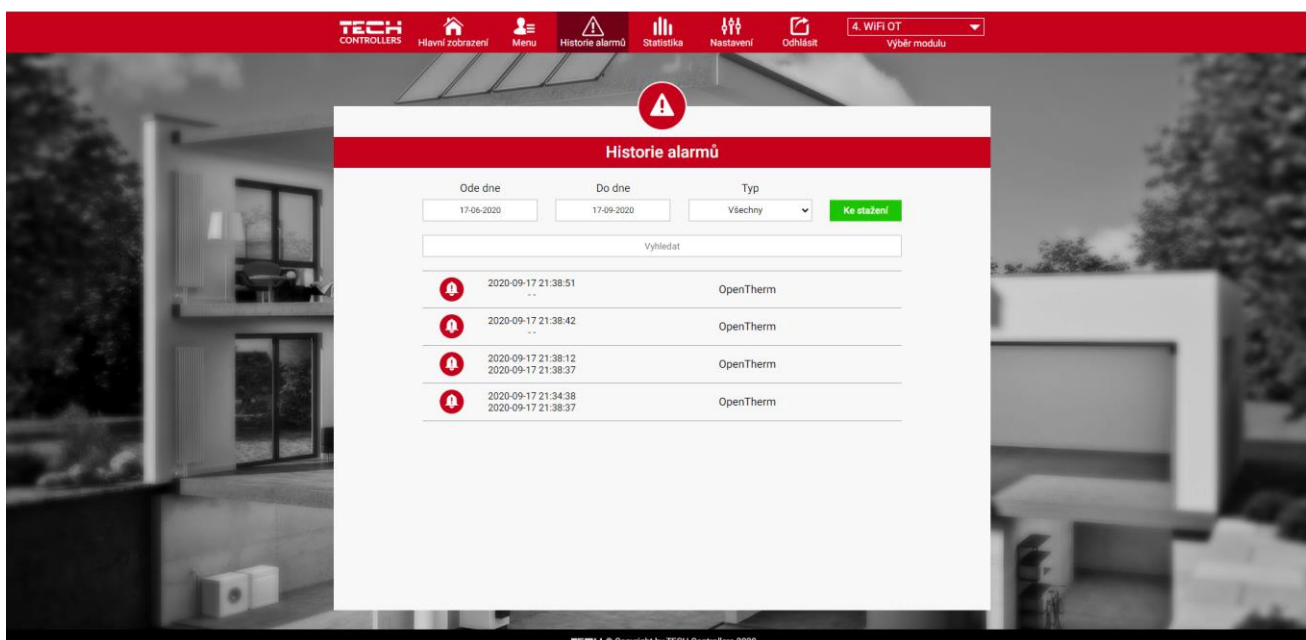 TECH
CONTROLLERS
Hlavní zobrazení
Menu
Historie alarmů
Statistika
Nastavení
Odhlásit
4. WiFi OT
Výběr modulu
Historie alarmů
Ode dne
Do dne
Typ
17-06-2020
17-09-2020
Všechny
Ke stažení
Vyhledat
2020-09-17 21:38:51
- -
OpenTherm
2020-09-17 21:38:42
- -
OpenTherm
2020-09-17 21:38:12
2020-09-17 21:38:37
OpenTherm
2020-09-17 21:34:38
2020-09-17 21:38:37
OpenTherm